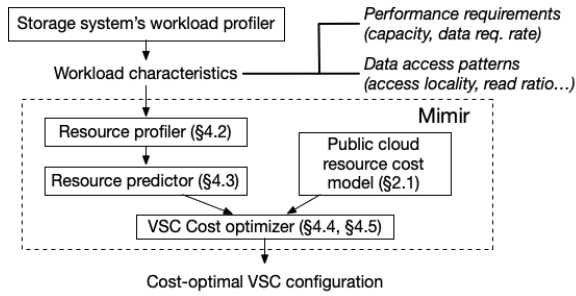 Storage system's workload profiler
Performance requirements
(capacity, data req. rate)
Workload characteristics
Data access patterns
(access locality, read ratio...)
Mimir
Resource profiler (§4.2)
Public cloud
resource cost
model (§2.1)
Resource predictor (§4.3)
VSC Cost optimizer (§4.4, §4.5)
Cost-optimal VSC configuration